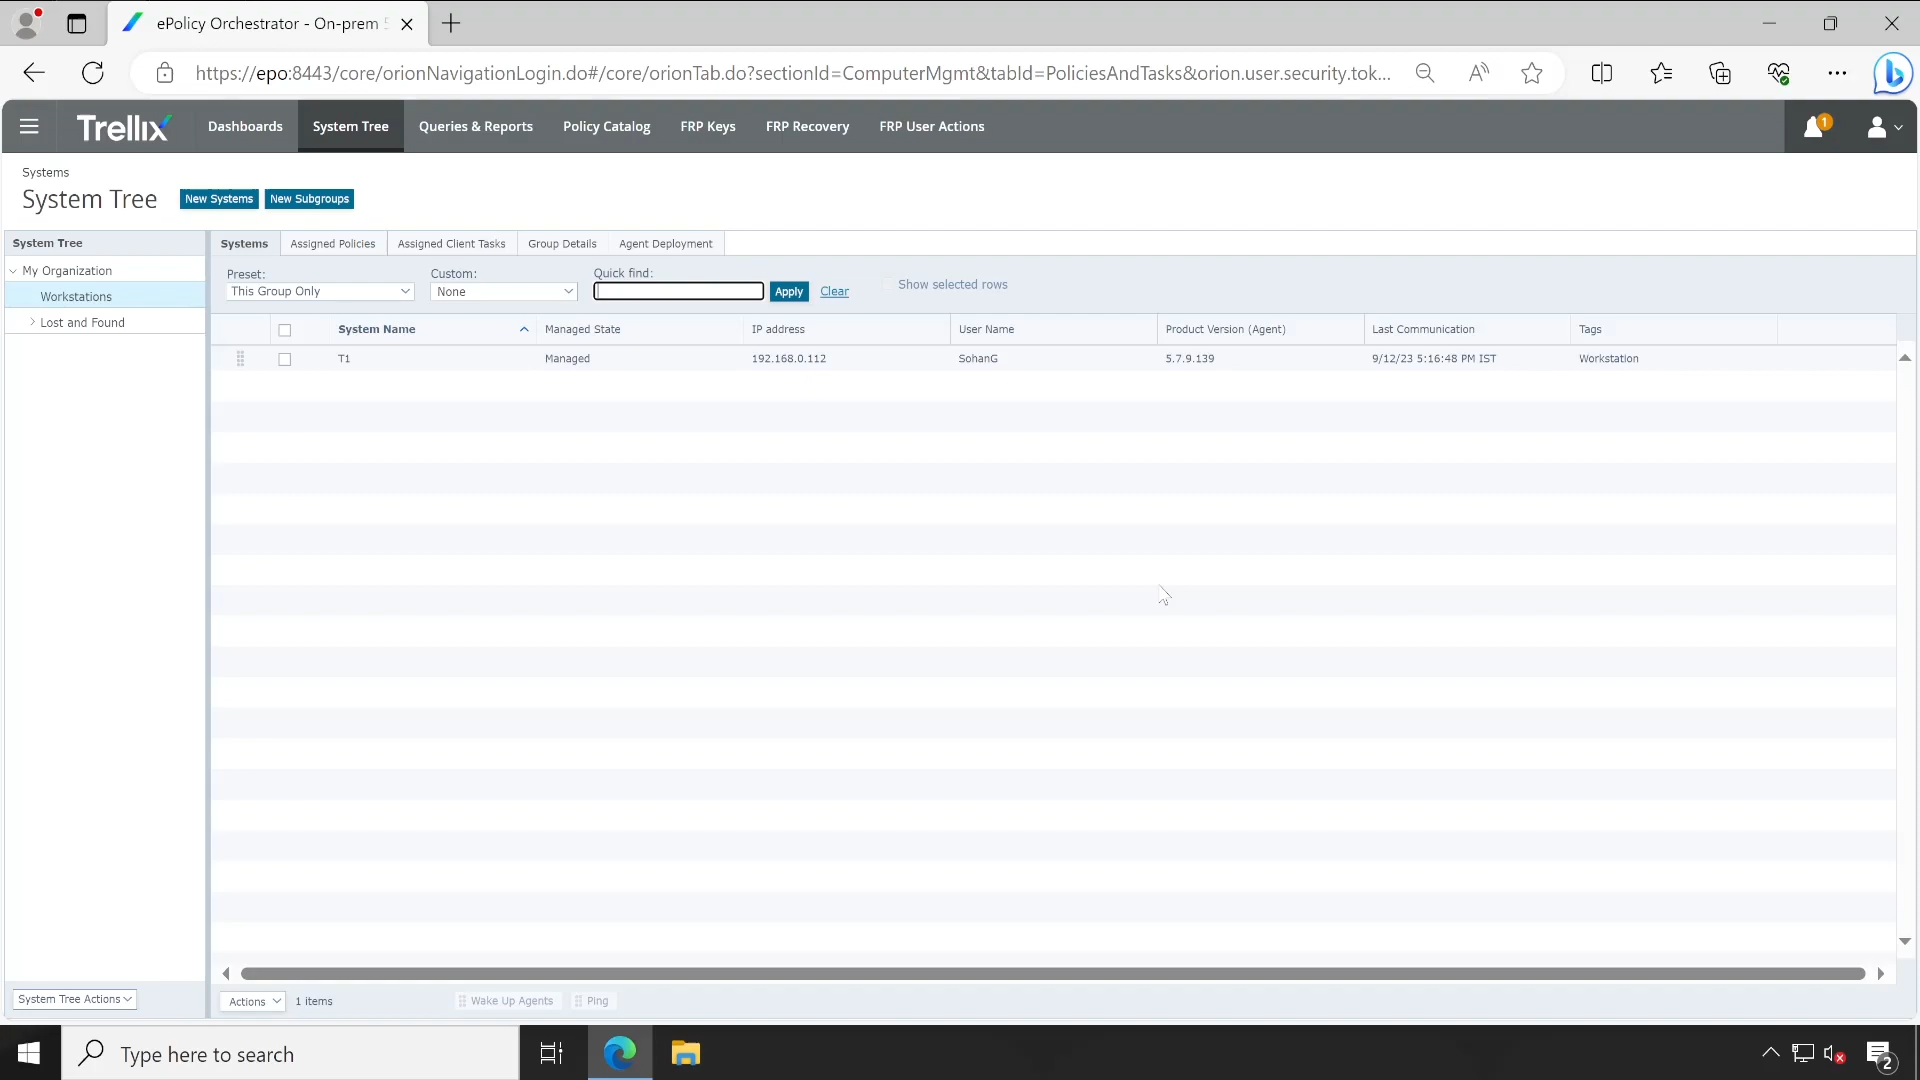 ePolicy Orchestrator - On-prem
https://epo:8443/core/orionNavigationLogin.do#/core/orionTab.do?sectionId=ComputerMgmt&tabId=PoliciesAndTasks&orion.user.security.tok...
Trellix
Dashboards
System Tree
Queries & Reports
Policy Catalog
FRP Keys
FRP Recovery
FRP User Actions
1
Systems
System Tree
New Systems
New Subgroups
System Tree
Systems
Assigned Policies
Assigned Client Tasks
Group Details
Agent Deployment
My Organization
Workstations
Lost and Found
Preset:
This Group Only
Custom:
None
Quick find:
Apply
Clear
Show selected rows
System Name
Managed State
IP address
User Name
Product Version (Agent)
Last Communication
Tags
T1
Managed
192.168.0.112
SohanG
5.7.9.139
9/12/23 5:16:48 PM IST
Workstation
System Tree Actions
Actions
1 items
Wake Up Agents
Ping
Type here to search
2